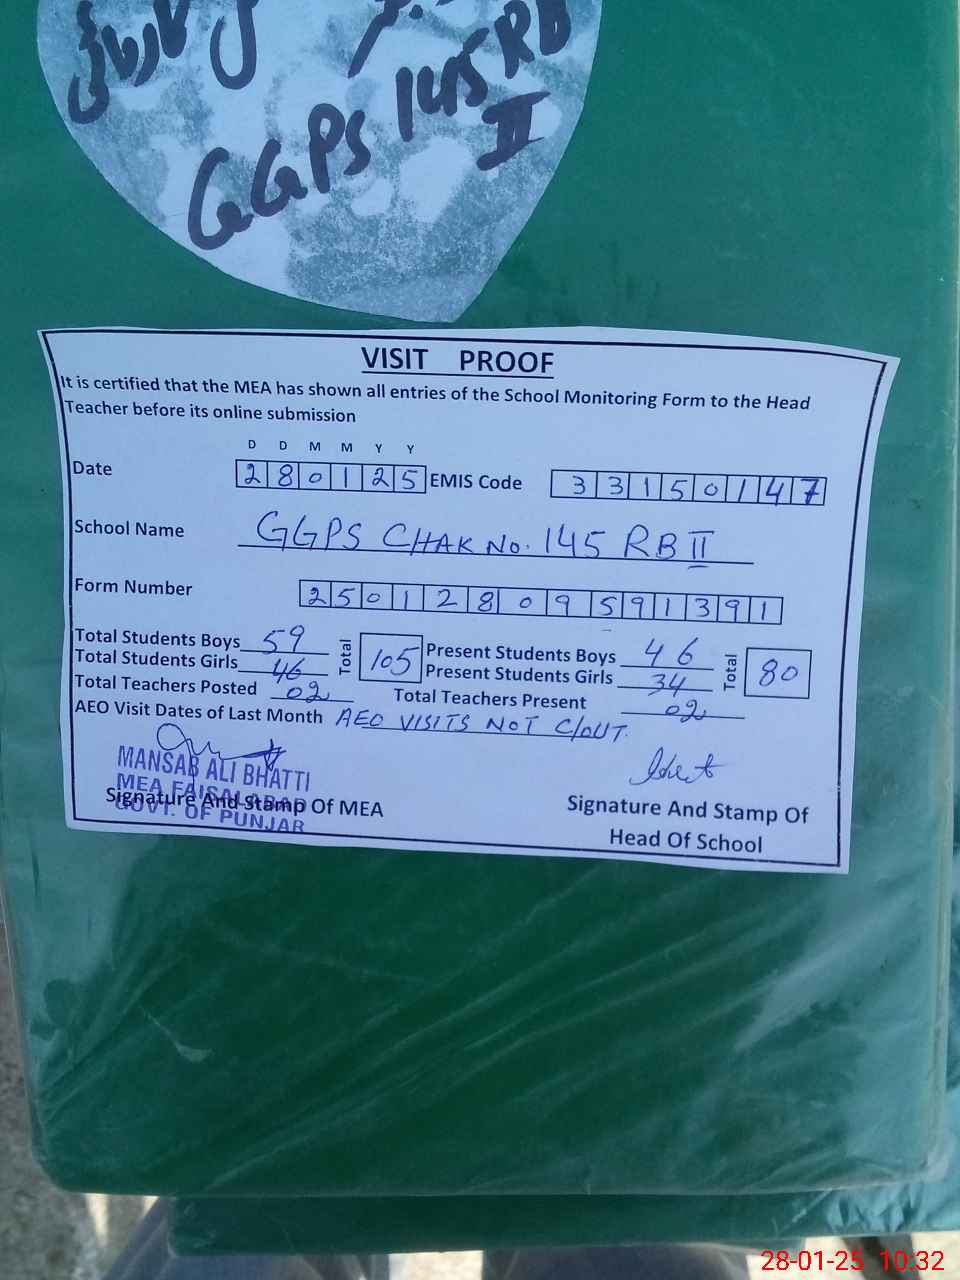 GGPS 145 RB
II
VISIT PROOF
It is certified that the MEA has shown all entries of the School Monitoring Form to the Head
Teacher before its online submission
D D M M Y Y
Date 280125 EMIS Code 33150147
School Name GGPS CHAK No. 145 RB II
Form Number 25012809591391
Total Students Boys 59 Total 105 Present Students Boys 46 Total 80
Total Students Girls 46 Present Students Girls 34
Total Teachers Posted 02 Total Teachers Present 02
AEO Visit Dates of Last Month AEO VISITS NOT C/OUT.
MANSAB ALI BHATTI
MEA FAISALABAD
GOVT. OF PUNJAB
Signature And Stamp Of MEA
Signature And Stamp Of
Head Of School
28-01-25 10:32